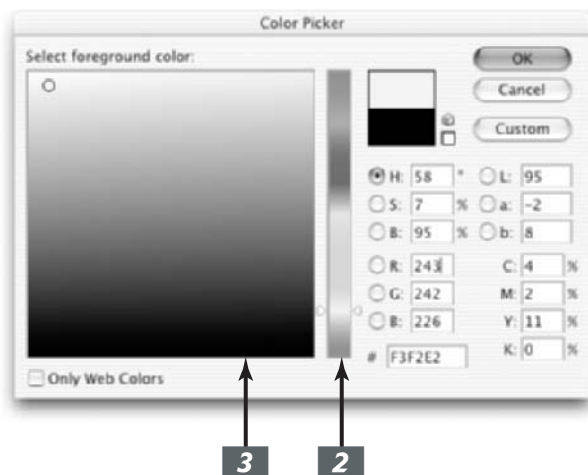 Color Picker
Select foreground color:
OK
Cancel
Custom
H: 58 ° L: 95
S: 7 % a: -2
B: 95 % b: 8
R: 243 C: 4 %
G: 242 M: 2 %
B: 226 Y: 11 %
# F3F2E2 K: 0 %
Only Web Colors
3 2